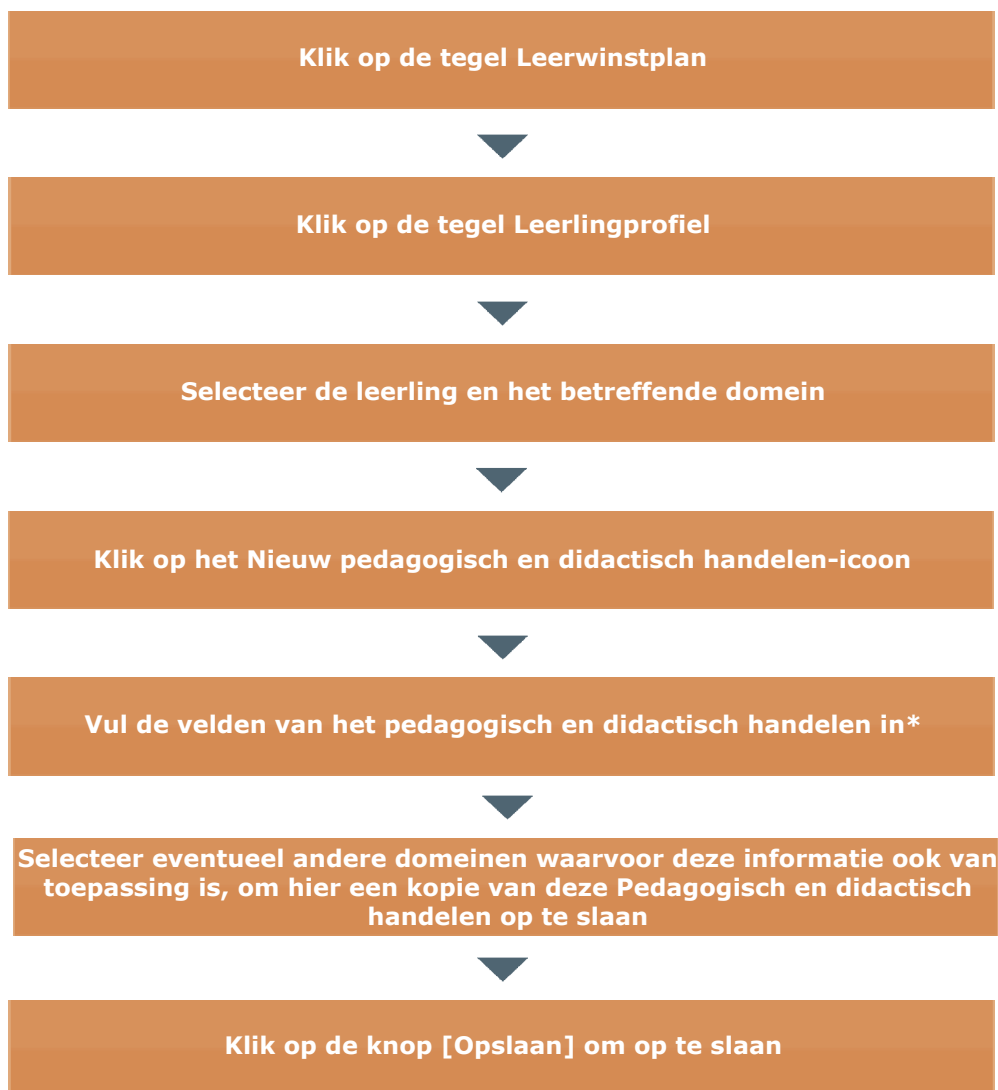 Klik op de tegel Leerwinstplan
Klik op de tegel Leerlingprofiel
Selecteer de leerling en het betreffende domein
Klik op het Nieuw pedagogisch en didactisch handelen-icoon
Vul de velden van het pedagogisch en didactisch handelen in*
Selecteer eventueel andere domeinen waarvoor deze informatie ook van
toepassing is, om hier een kopie van deze Pedagogisch en didactisch
handelen op te slaan
Klik op de knop [Opslaan] om op te slaan